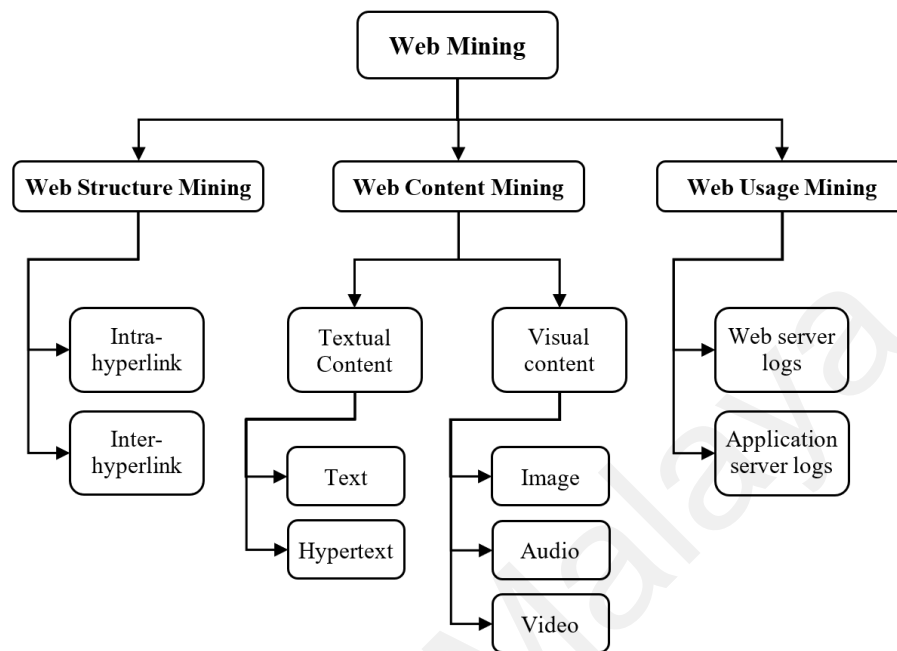 Web Mining
Web Structure Mining
Web Content Mining
Web Usage Mining
Intra-
hyperlink
Inter-
hyperlink
Textual
Content
Text
Hypertext
Visual
content
Image
Audio
Video
Web server
logs
Application
server logs
Malaya